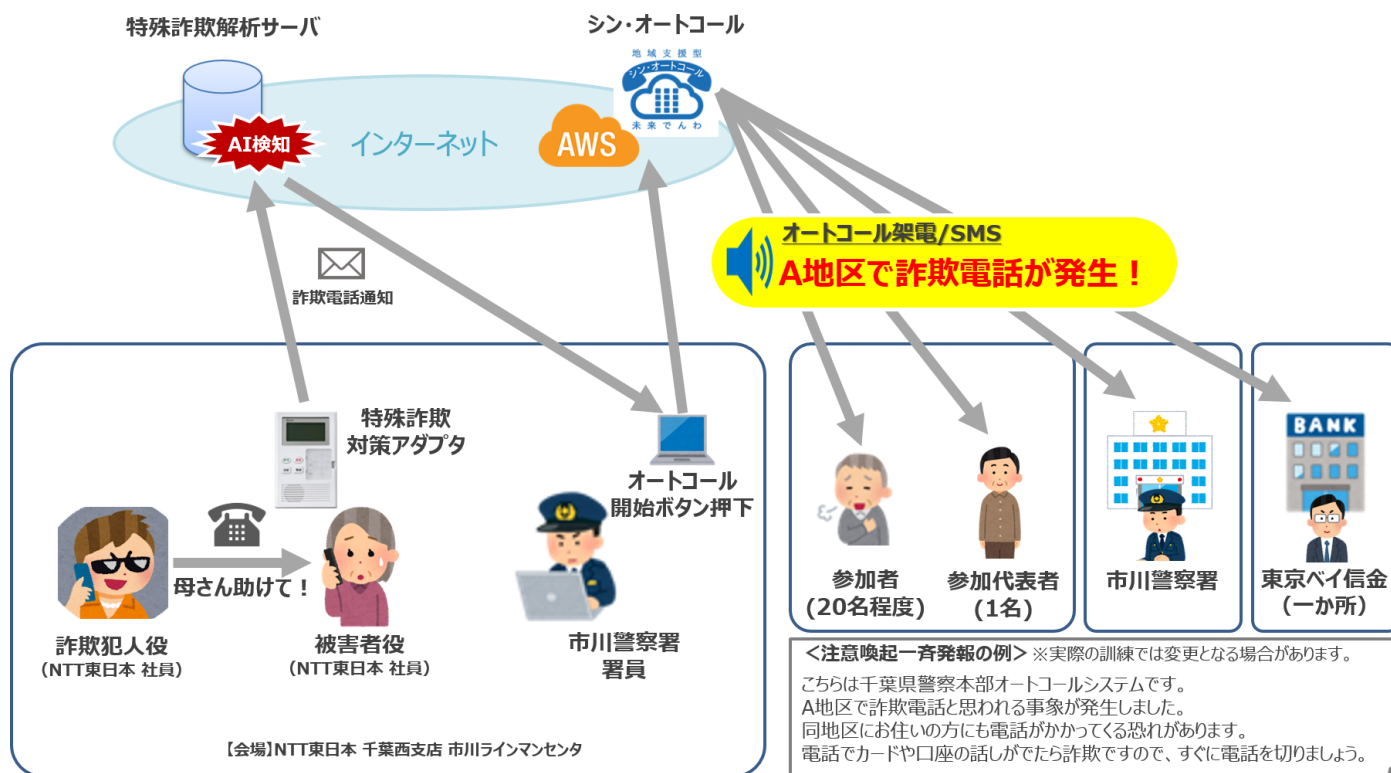 特殊詐欺解析サーバ
シン・オートコール
地域支援型
シン・オートコール
未来でんわ
AI検知
インターネット
AWS
詐欺電話通知
オートコール架電/SMS
A地区で詐欺電話が発生！
特殊詐欺
対策アダプタ
オートコール
開始ボタン押下
母さん助けて！
詐欺犯人役
（NTT東日本 社員）
被害者役
（NTT東日本 社員）
市川警察署
署員
【会場】NTT東日本 千葉西支店 市川ラインマンセンタ
参加者
(20名程度)
参加代表者
(1名)
市川警察署
BANK
東京ベイ信金
（一か所）
＜注意喚起一斉発報の例＞ ※実際の訓練では変更となる場合があります。
こちらは千葉県警察本部オートコールシステムです。
A地区で詐欺電話と思われる事象が発生しました。
同地区にお住いの方にも電話がかかってくる恐れがあります。
電話でカードや口座の話しがでたら詐欺ですので、すぐに電話を切りましょう。